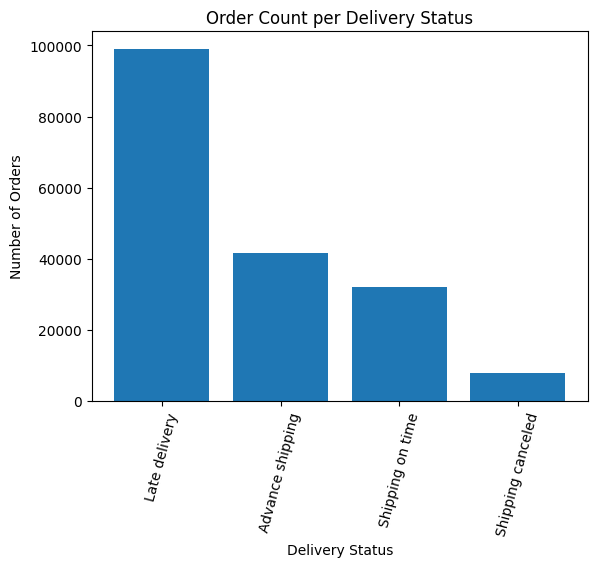 Order Count per Delivery Status
Number of Orders
100000
80000
60000
40000
20000
0
Late delivery
Advance shipping
Shipping on time
Shipping canceled
Delivery Status